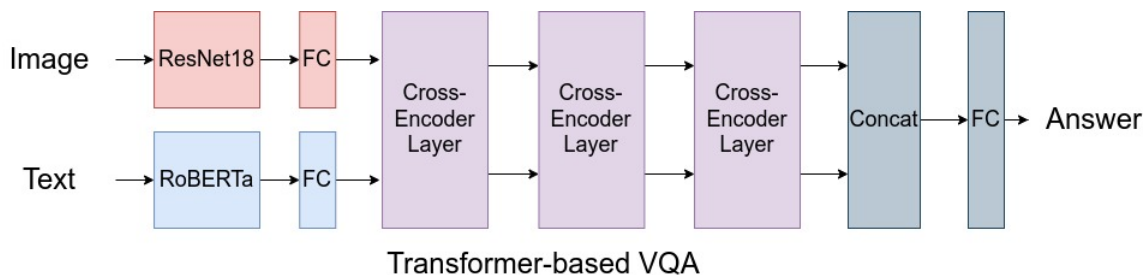 Image
ResNet18
FC
Text
RoBERTa
FC
Cross-
Encoder
Layer
Cross-
Encoder
Layer
Cross-
Encoder
Layer
Concat
FC
Answer
Transformer-based VQA